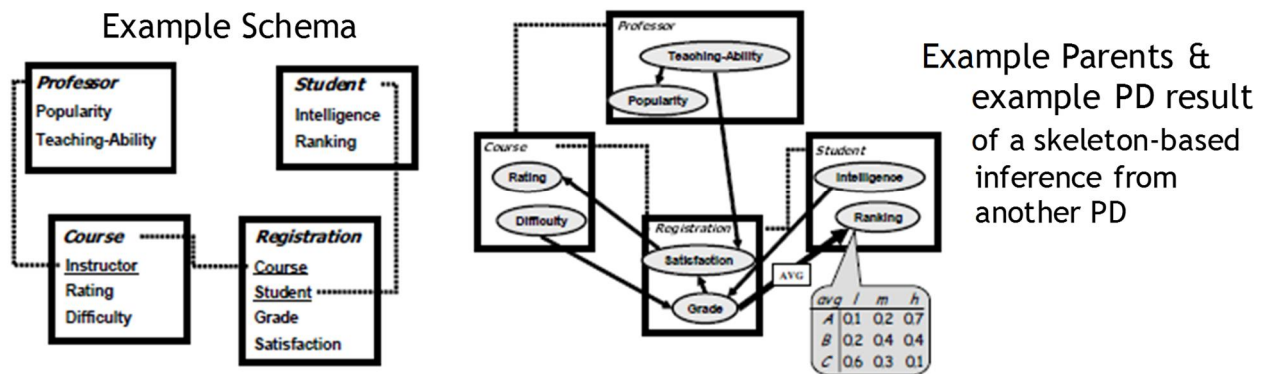 Example Schema
Professor
Popularity
Teaching-Ability
Student
Intelligence
Ranking
Course
Instructor
Rating
Difficulty
Registration
Course
Student
Grade
Satisfaction
Professor
Teaching-Ability
Popularity
Course
Rating
Difficulty
Student
Intelligence
Ranking
Registration
Satisfaction
Grade
AVG
avg l m h
A 0.1 0.2 0.7
B 0.2 0.4 0.4
C 0.6 0.3 0.1
Example Parents &
example PD result
of a skeleton-based
inference from
another PD